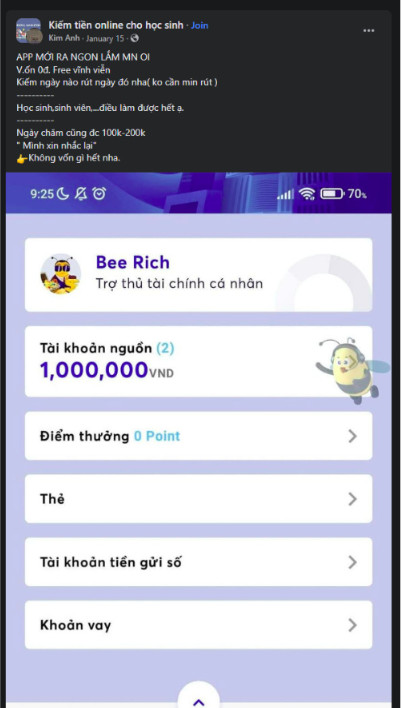 Kiếm tiền online cho học sinh · Join
Kim Anh · January 15 ·
APP MỚI RA NGON LẮM MN OI
V.ốn 0đ. Free vĩnh viễn
Kiếm ngày nào rút ngày đó nha( ko cần min rút )
----------
Học sinh,sinh viên,...điều làm được hết ạ.
----------
Ngày chăm cũng đc 100k-200k
" Mình xin nhắc lại"
👉Không vốn gì hết nha.
9:25
70%
Bee Rich
Trợ thủ tài chính cá nhân
Tài khoản nguồn (2)
1,000,000VND
Điểm thưởng 0 Point
Thẻ
Tài khoản tiền gửi số
Khoản vay